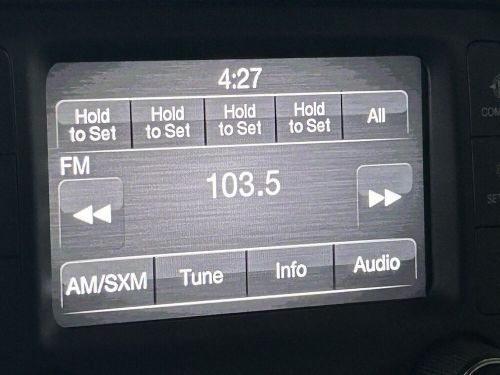 4:27
Hold to Set
Hold to Set
Hold to Set
Hold to Set
All
FM
103.5
AM/SXM
Tune
Info
Audio